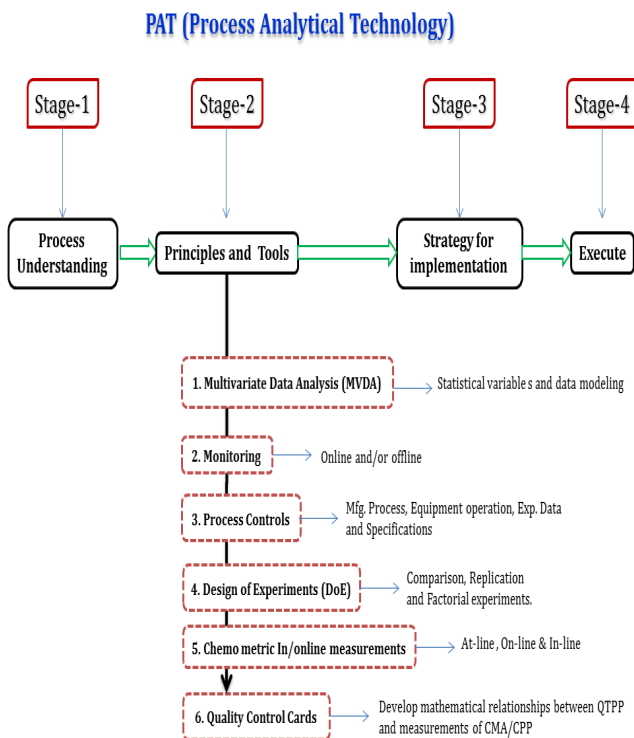 PAT (Process Analytical Technology)
Stage-1
Stage-2
Stage-3
Stage-4
Process
Understanding
Principles and Tools
Strategy for
implementation
Execute
1. Multivariate Data Analysis (MVDA)
Statistical variable s and data modeling
2. Monitoring
Online and/or offline
3. Process Controls
Mfg. Process, Equipment operation, Exp. Data
and Specifications
4. Design of Experiments (DoE)
Comparison, Replication
and Factorial experiments.
5. Chemo metric In/online measurements
At-line , On-line & In-line
6. Quality Control Cards
Develop mathematical relationships between QTPP
and measurements of CMA/CPP